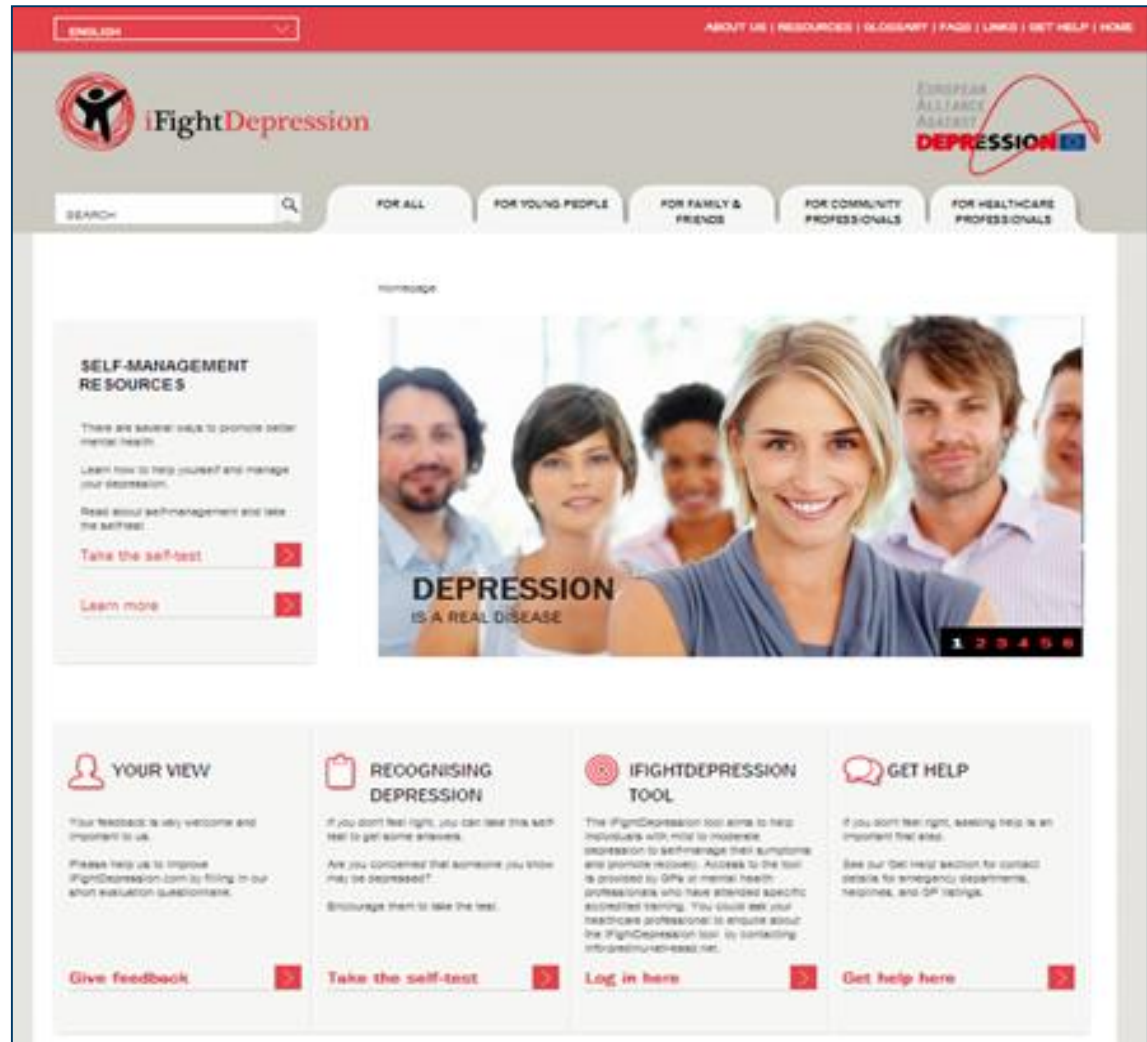 ENGLISH
ABOUT US | RESOURCES | GLOSSARY | FAQS | LINKS | GET HELP | HOME
iFightDepression
EUROPEAN
ALLIANCE
AGAINST
DEPRESSION
SEARCH
FOR ALL
FOR YOUNG PEOPLE
FOR FAMILY &
FRIENDS
FOR COMMUNITY
PROFESSIONALS
FOR HEALTHCARE
PROFESSIONALS
Homepage
SELF-MANAGEMENT
RESOURCES
There are several ways to promote better
mental health.
Learn how to help yourself and manage
your depression.
Read about self-management and take
the self-test
Take the self-test
Learn more
DEPRESSION
IS A REAL DISEASE
1 2 3 4 5 6
YOUR VIEW
Your feedback is very welcome and
important to us.
Please help us to improve
iFightDepression.com by filling in our
short evaluation questionnaire.
Give feedback
RECOGNISING
DEPRESSION
If you don't feel right, you can take this self-
test to get some answers.
Are you concerned that someone you know
may be depressed?
Encourage them to take the test.
Take the self-test
IFIGHTDEPRESSION
TOOL
The iFightDepression tool aims to help
individuals with mild to moderate
depression to self-manage their symptoms
and promote recovery. Access to the tool
is provided by GPs or mental health
professionals who have attended specific
accredited training. You could ask your
healthcare professional to enquire about
the iFightDepression tool by contacting
Log in here
GET HELP
If you don't feel right, seeking help is an
important first step.
See our 'Get Help' section for contact
details for emergency departments,
helplines, and GP listings.
Get help here